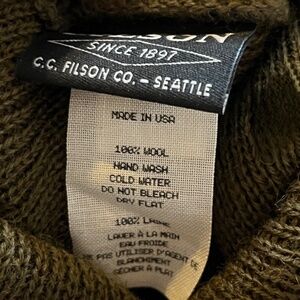 SINCE 1897
C.C. FILSON CO. – SEATTLE
MADE IN USA
100% WOOL
HAND WASH
COLD WATER
DO NOT BLEACH
DRY FLAT
100% LAINE
LAVER À LA MAIN
EAU FROIDE
PAS UTILISER D'AGENT DE
BLANCHIMENT
SÉCHER À PLAT